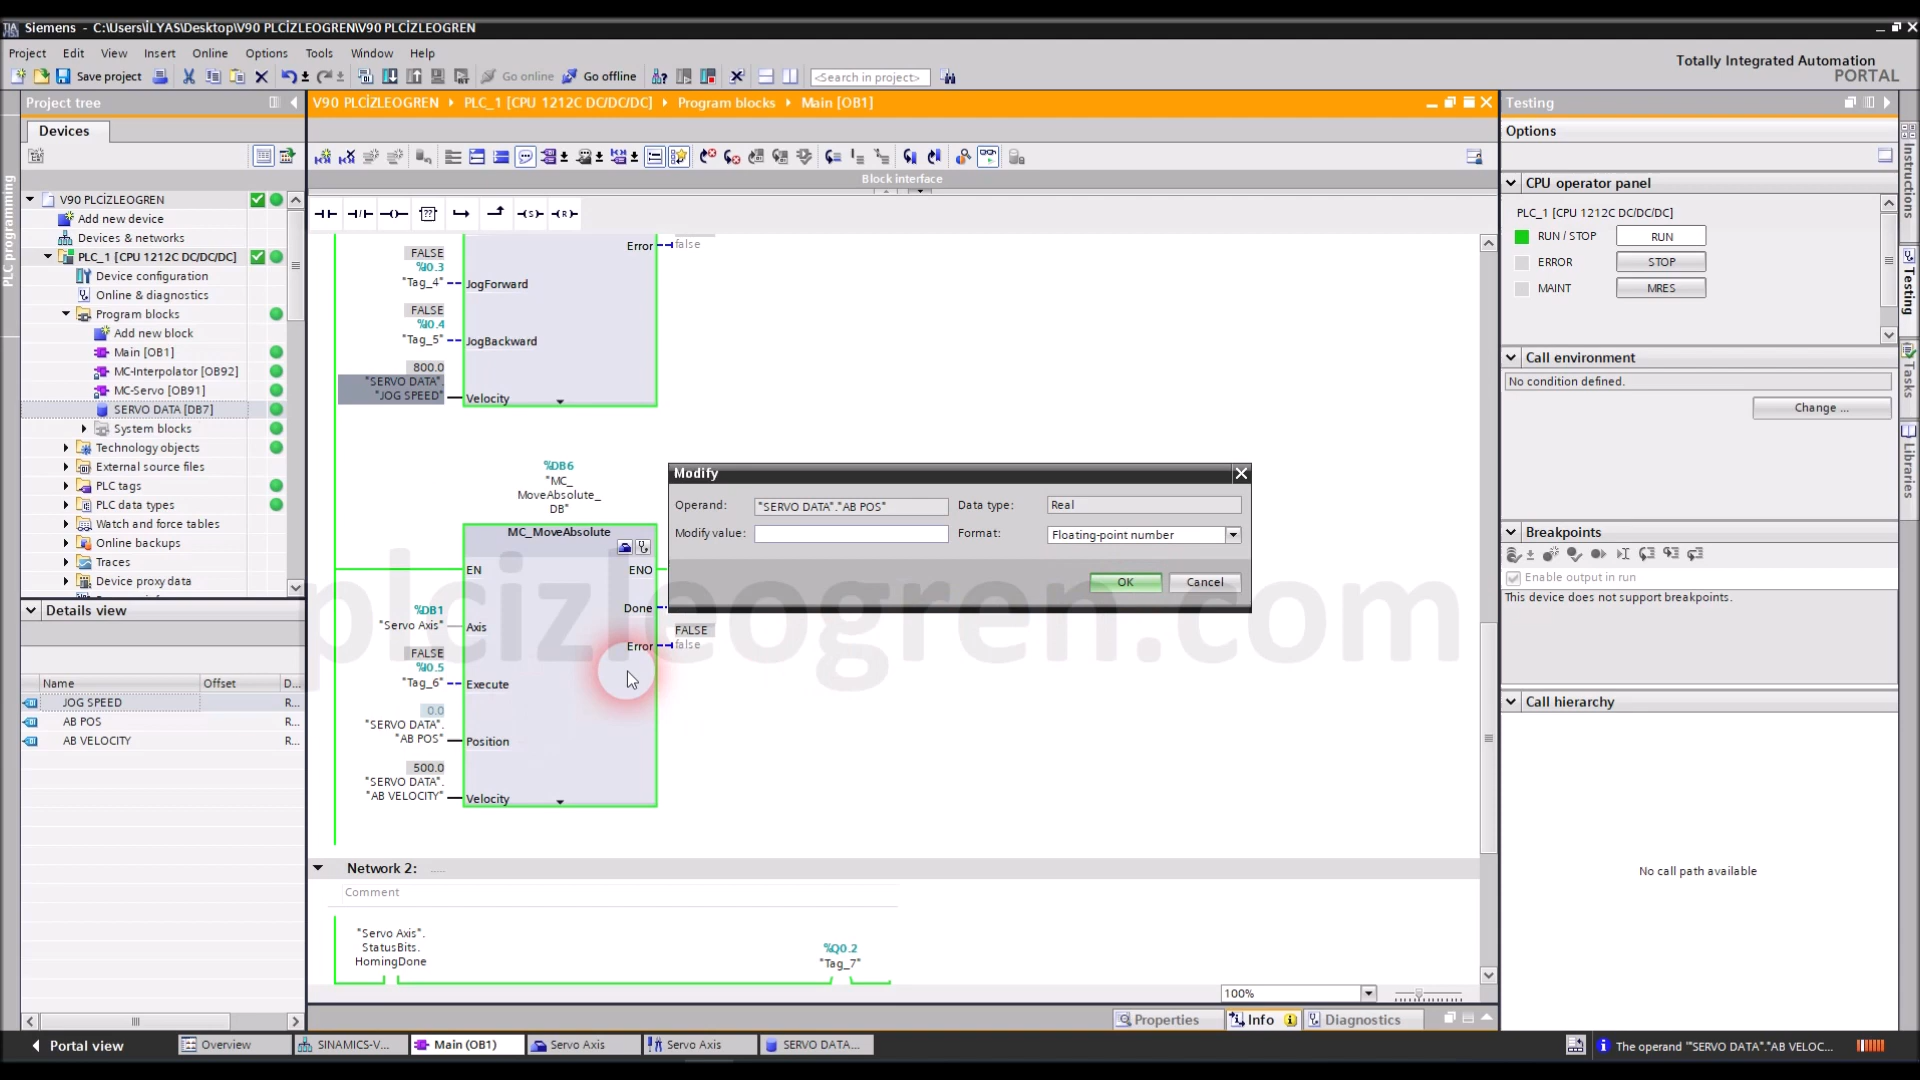 Siemens - C:\Users\İLYAS\Desktop\V90 PLCİZLEOGREN\V90 PLCİZLEOGREN
Project Edit View Insert Online Options Tools Window Help
Totally Integrated Automation
PORTAL
Save project Go online Go offline <Search in project>
Project tree
V90 PLCİZLEOGREN PLC_1 [CPU 1212C DC/DC/DC] Program blocks Main [OB1]
Testing
Devices
Options
PLC programming
Block interface
V90 PLCİZLEOGREN
Add new device
Devices & networks
PLC_1 [CPU 1212C DC/DC/DC]
Device configuration
Online & diagnostics
Program blocks
Add new block
Main [OB1]
MC-Interpolator [OB92]
MC-Servo [OB91]
SERVO DATA [DB7]
System blocks
Technology objects
External source files
PLC tags
PLC data types
Watch and force tables
Online backups
Traces
Device proxy data
Details view
Name Offset D...
JOG SPEED R...
AB POS R...
AB VELOCITY R...
Error false
FALSE
%I0.3
"Tag_4" JogForward
FALSE
%I0.4
"Tag_5" JogBackward
800.0
"SERVO DATA".
"JOG SPEED" Velocity
%DB6
"MC_
MoveAbsolute_
DB"
MC_MoveAbsolute
EN ENO
Done
%DB1
"Servo Axis" Axis
FALSE
Error false
FALSE
%I0.5
"Tag_6" Execute
0.0
"SERVO DATA".
"AB POS" Position
500.0
"SERVO DATA".
"AB VELOCITY" Velocity
Modify
Operand: "SERVO DATA"."AB POS" Data type: Real
Modify value: Format: Floating-point number
OK Cancel
plcizleogren.com
Network 2: .....
Comment
"Servo Axis".
StatusBits.
HomingDone
%Q0.2
"Tag_7"
100%
Properties Info Diagnostics
CPU operator panel
PLC_1 [CPU 1212C DC/DC/DC]
RUN / STOP RUN
ERROR STOP
MAINT MRES
Call environment
No condition defined.
Change ...
Breakpoints
Enable output in run
This device does not support breakpoints.
Call hierarchy
No call path available
Instructions
Testing
Tasks
Libraries
Portal view Overview SINAMICS-V... Main (OB1) Servo Axis Servo Axis SERVO DATA... The operand '"SERVO DATA"."AB VELOC...